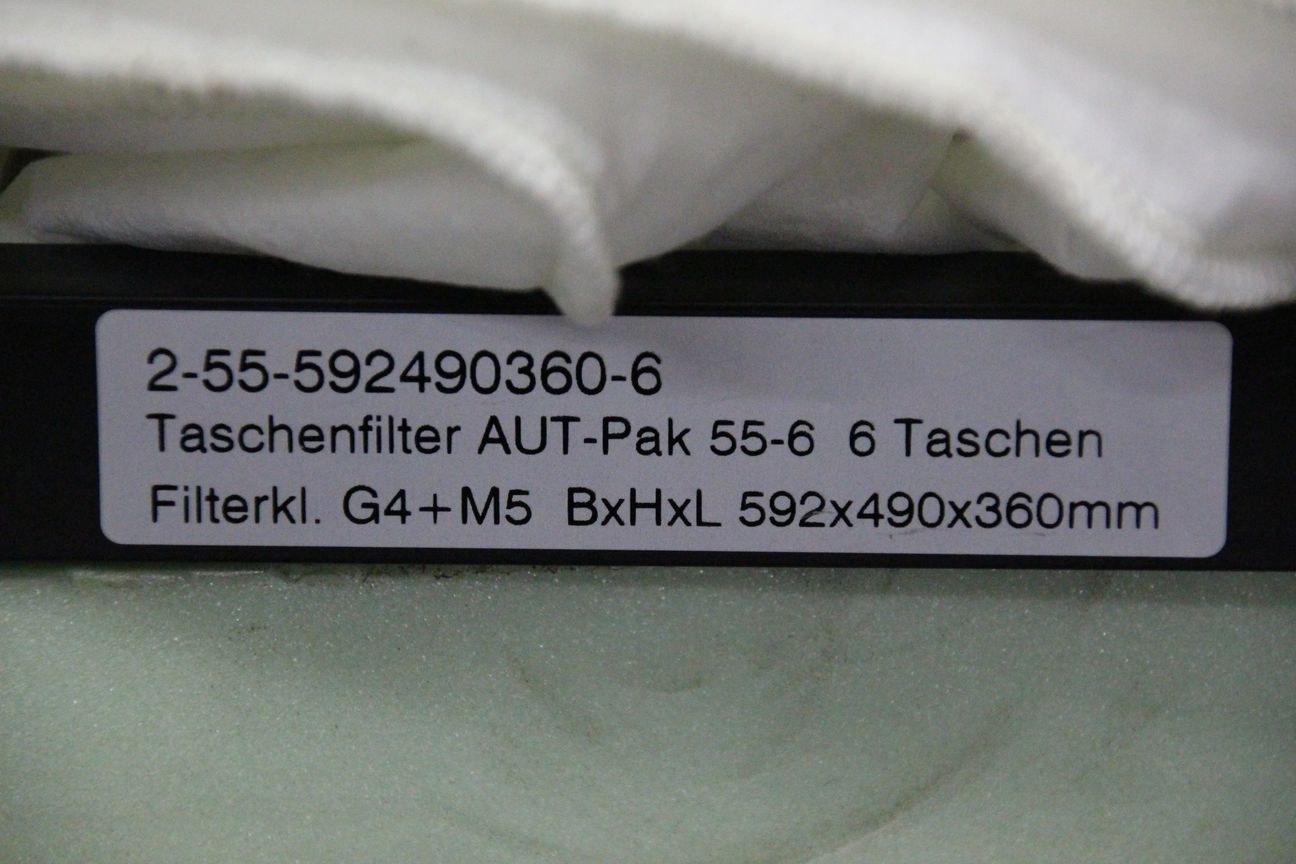 2-55-592490360-6
Taschenfilter AUT-Pak 55-6  6 Taschen
Filterkl. G4+M5  BxHxL 592x490x360mm